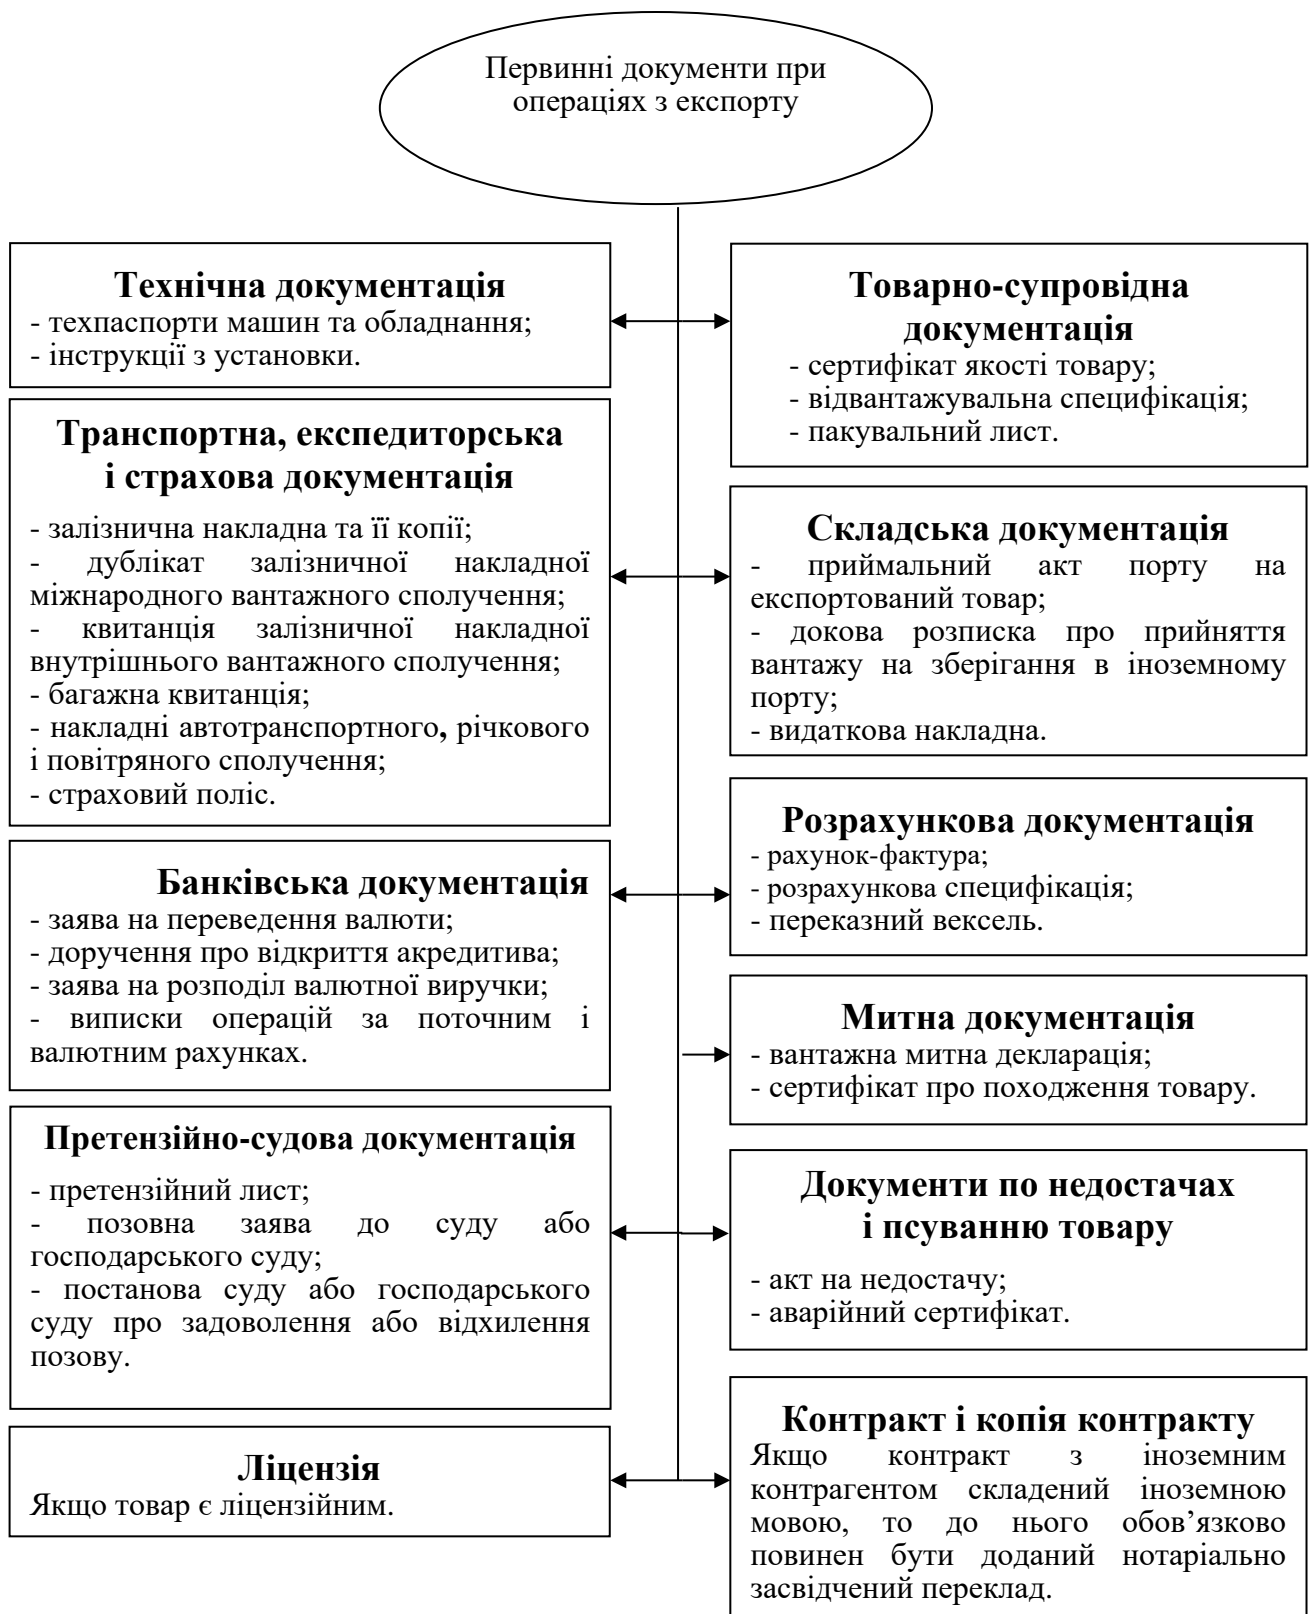 Первинні документи при
операціях з експорту
Технічна документація
- техпаспорти машин та обладнання;
- інструкції з установки.
Товарно-супровідна
документація
- сертифікат якості товару;
- відвантажувальна специфікація;
- пакувальний лист.
Транспортна, експедиторська
і страхова документація
- залізнична накладна та її копії;
- дублікат залізничної накладної
міжнародного вантажного сполучення;
- квитанція залізничної накладної
внутрішнього вантажного сполучення;
- багажна квитанція;
- накладні автотранспортного, річкового
і повітряного сполучення;
- страховий поліс.
Складська документація
- приймальний акт порту на
експортований товар;
- докова розписка про прийняття
вантажу на зберігання в іноземному
порту;
- видаткова накладна.
Розрахункова документація
- рахунок-фактура;
- розрахункова специфікація;
- переказний вексель.
Банківська документація
- заява на переведення валюти;
- доручення про відкриття акредитива;
- заява на розподіл валютної виручки;
- виписки операцій за поточним і
валютним рахунках.
Митна документація
- вантажна митна декларація;
- сертифікат про походження товару.
Претензійно-судова документація
- претензійний лист;
- позовна заява до суду або
господарського суду;
- постанова суду або господарського
суду про задоволення або відхилення
позову.
Документи по недостачах
і псуванню товару
- акт на недостачу;
- аварійний сертифікат.
Ліцензія
Якщо товар є ліцензійним.
Контракт і копія контракту
Якщо контракт з іноземним
контрагентом складений іноземною
мовою, то до нього обов’язково
повинен бути доданий нотаріально
засвідчений переклад.